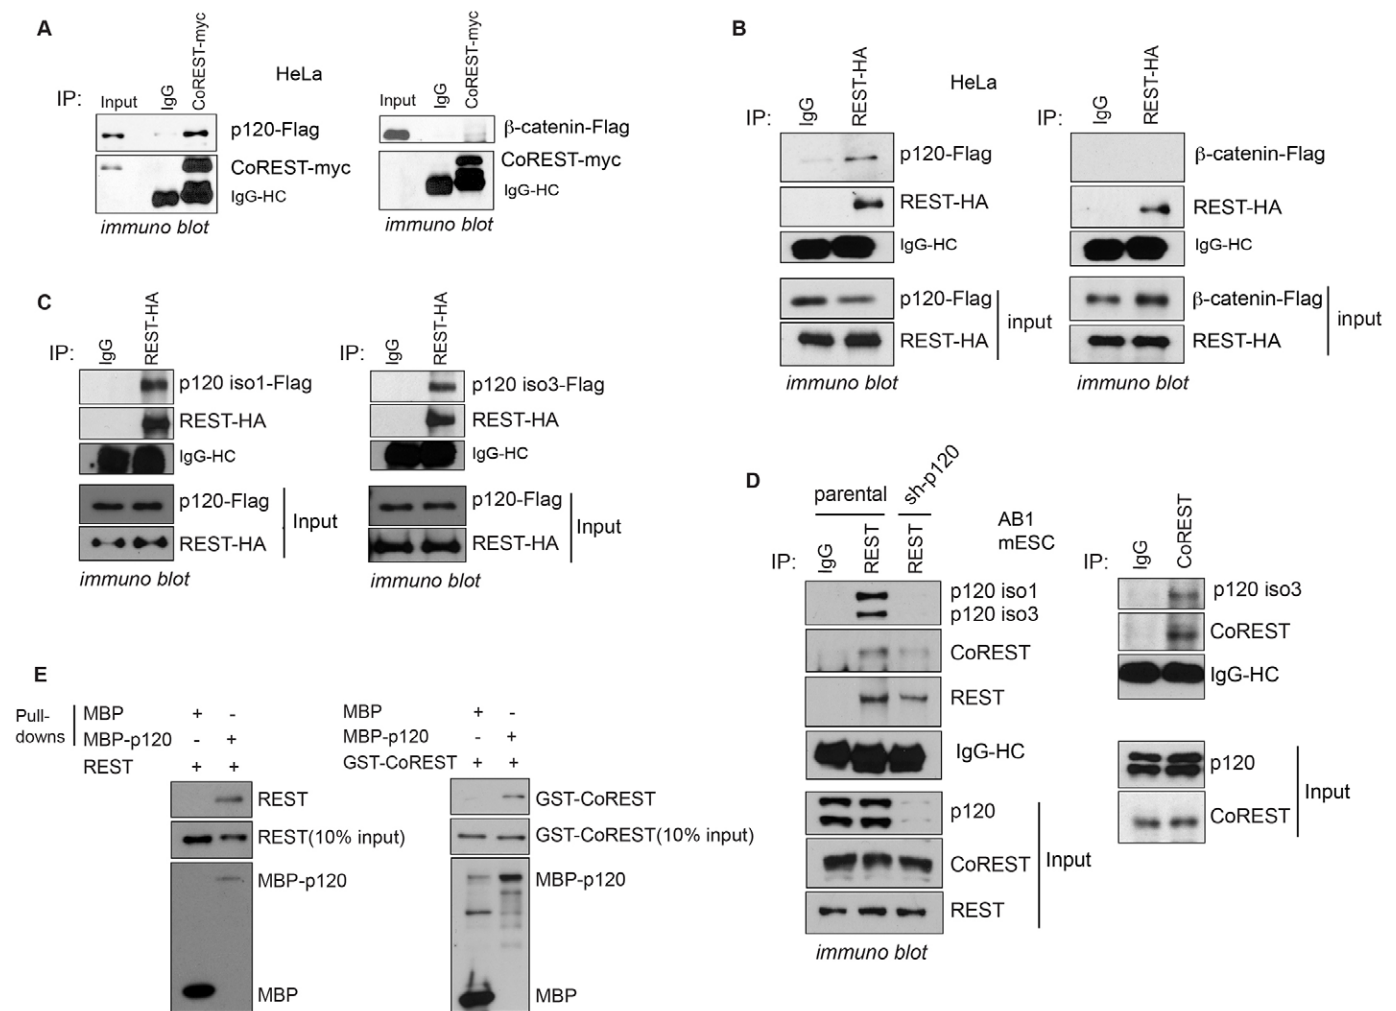 A
HeLa
IP:
Input
IgG
CoREST-myc
p120-Flag
CoREST-myc
IgG-HC
immuno blot
Input
IgG
CoREST-myc
β-catenin-Flag
CoREST-myc
IgG-HC
immuno blot
B
HeLa
IP:
IgG
REST-HA
p120-Flag
REST-HA
IgG-HC
p120-Flag
REST-HA
input
immuno blot
IP:
IgG
REST-HA
β-catenin-Flag
REST-HA
IgG-HC
β-catenin-Flag
REST-HA
input
immuno blot
C
IP:
IgG
REST-HA
p120 iso1-Flag
REST-HA
IgG-HC
p120-Flag
REST-HA
Input
immuno blot
IP:
IgG
REST-HA
p120 iso3-Flag
REST-HA
IgG-HC
p120-Flag
REST-HA
Input
immuno blot
D
parental
sh-p120
AB1
mESC
IP:
IgG
REST
REST
p120 iso1
p120 iso3
CoREST
REST
IgG-HC
p120
CoREST
REST
Input
immuno blot
IP:
IgG
CoREST
p120 iso3
CoREST
IgG-HC
p120
CoREST
Input
E
Pull-
downs
MBP + -
MBP-p120 - +
REST + +
REST
REST(10% input)
MBP-p120
MBP
MBP + -
MBP-p120 - +
GST-CoREST + +
GST-CoREST
GST-CoREST(10% input)
MBP-p120
MBP